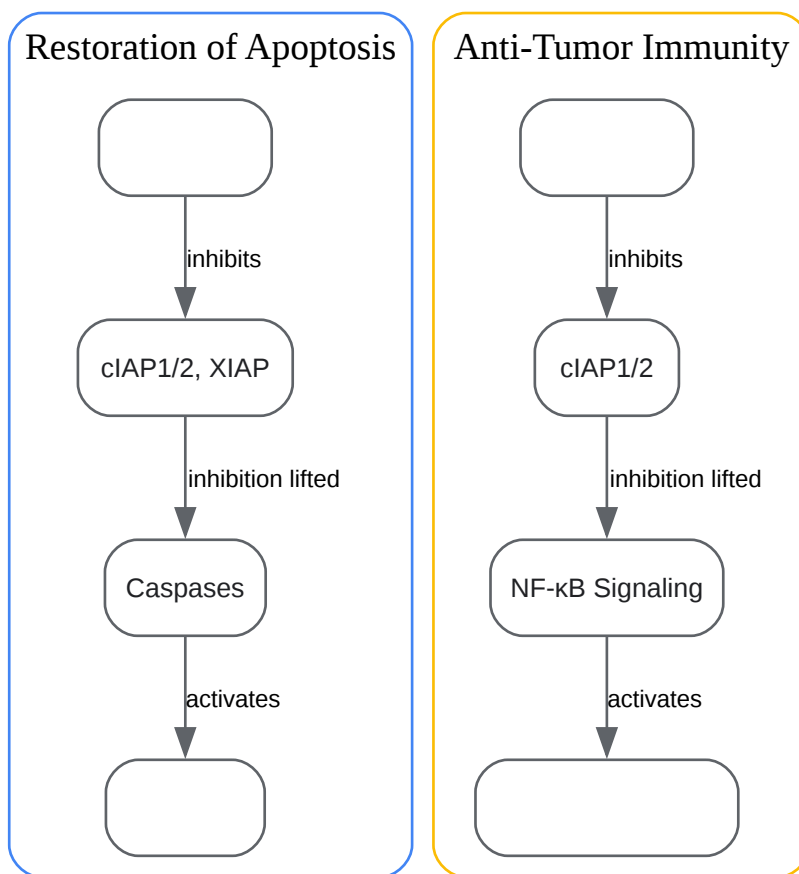 Restoration of Apoptosis
inhibits
cIAP1/2, XIAP
inhibition lifted
Caspases
activates
Anti-Tumor Immunity
inhibits
cIAP1/2
inhibition lifted
NF-κB Signaling
activates